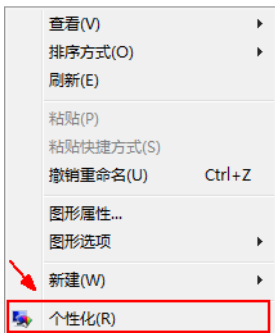 查看(V)
排序方式(O)
刷新(E)
粘贴(P)
粘贴快捷方式(S)
撤销重命名(U) Ctrl+Z
图形属性...
图形选项
新建(W)
个性化(R)